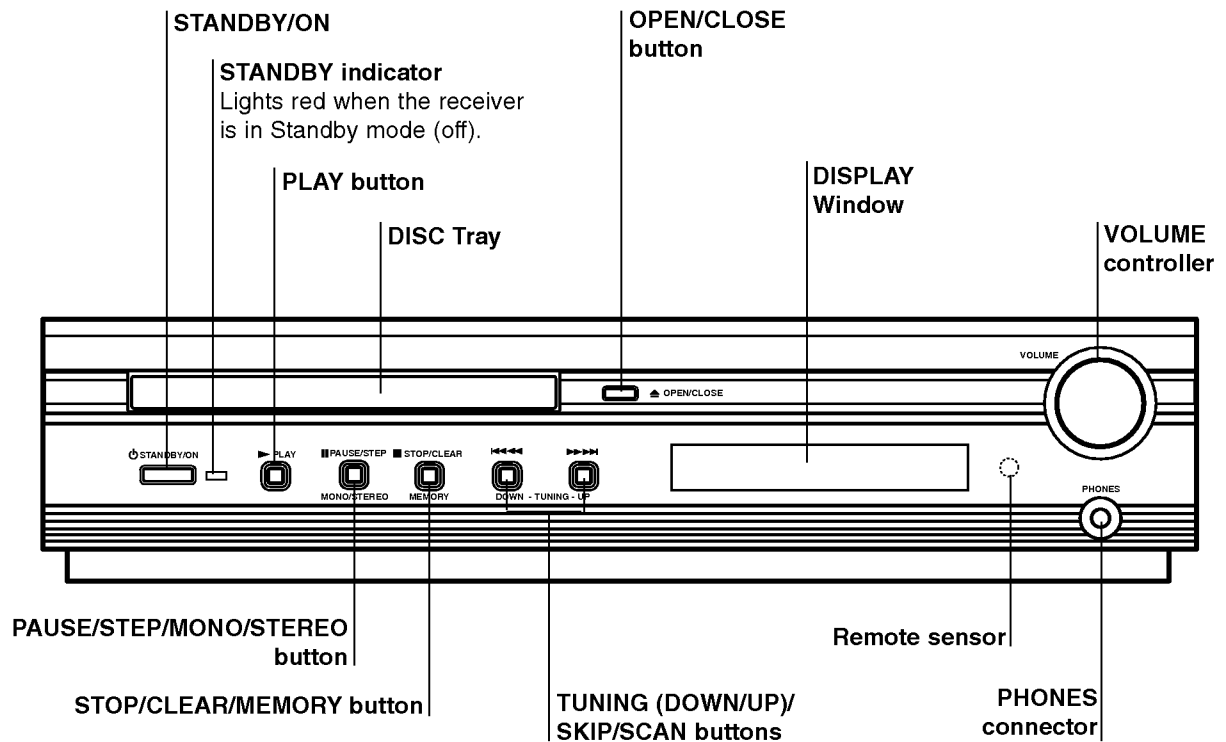 STANDBY/ON
OPEN/CLOSE
button
STANDBY indicator
Lights red when the receiver
is in Standby mode (off).
PLAY button
DISPLAY
Window
DISC Tray
VOLUME
controller
VOLUME
OPEN/CLOSE
STANDBY/ON
PLAY
PAUSE/STEP
STOP/CLEAR
MONO/STEREO
MEMORY
DOWN - TUNING - UP
PHONES
PAUSE/STEP/MONO/STEREO
button
Remote sensor
STOP/CLEAR/MEMORY button
TUNING (DOWN/UP)/
SKIP/SCAN buttons
PHONES
connector